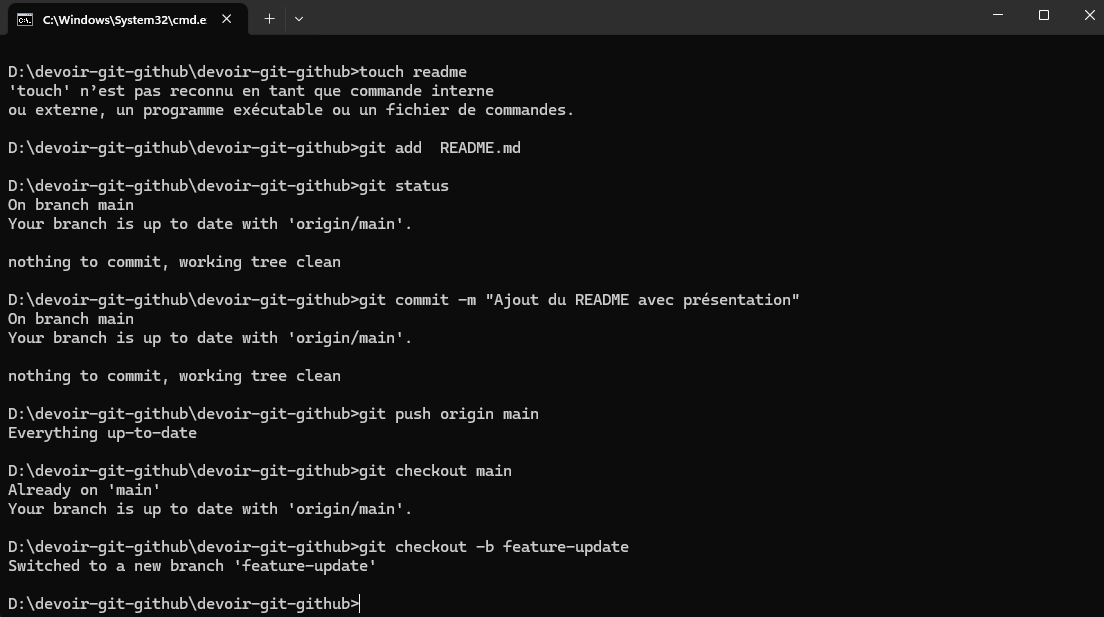 C:\Windows\System32\cmd.e
D:\devoir-git-github\devoir-git-github>touch readme
'touch' n’est pas reconnu en tant que commande interne
ou externe, un programme exécutable ou un fichier de commandes.
D:\devoir-git-github\devoir-git-github>git add  README.md
D:\devoir-git-github\devoir-git-github>git status
On branch main
Your branch is up to date with 'origin/main'.
nothing to commit, working tree clean
D:\devoir-git-github\devoir-git-github>git commit -m "Ajout du README avec présentation"
On branch main
Your branch is up to date with 'origin/main'.
nothing to commit, working tree clean
D:\devoir-git-github\devoir-git-github>git push origin main
Everything up-to-date
D:\devoir-git-github\devoir-git-github>git checkout main
Already on 'main'
Your branch is up to date with 'origin/main'.
D:\devoir-git-github\devoir-git-github>git checkout -b feature-update
Switched to a new branch 'feature-update'
D:\devoir-git-github\devoir-git-github>